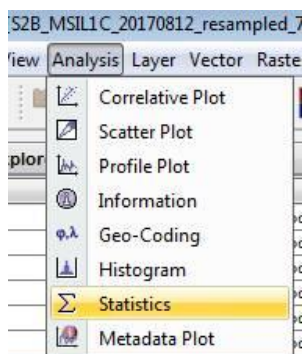 S2B_MSIL1C_20170812_resampled_7
View Analysis Layer Vector Raste
Correlative Plot
Scatter Plot
plor
Profile Plot
Information
φ,λ Geo-Coding
Histogram
Σ Statistics
Metadata Plot